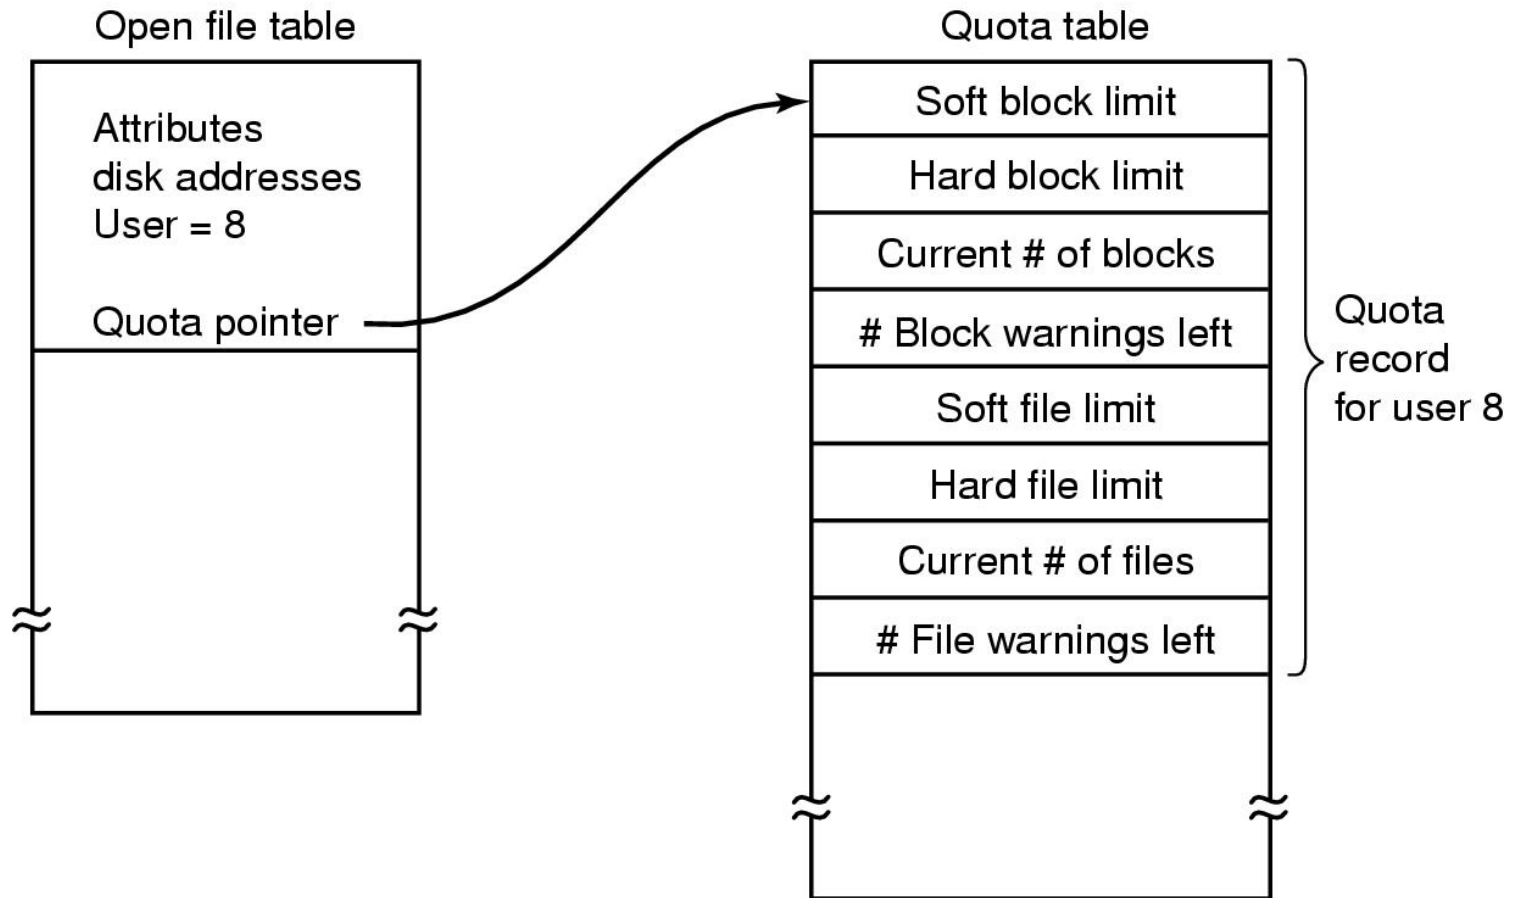 Open file table
Attributes
disk addresses
User = 8
Quota pointer
Quota table
Soft block limit
Hard block limit
Current # of blocks
# Block warnings left
Soft file limit
Hard file limit
Current # of files
# File warnings left
Quota
record
for user 8